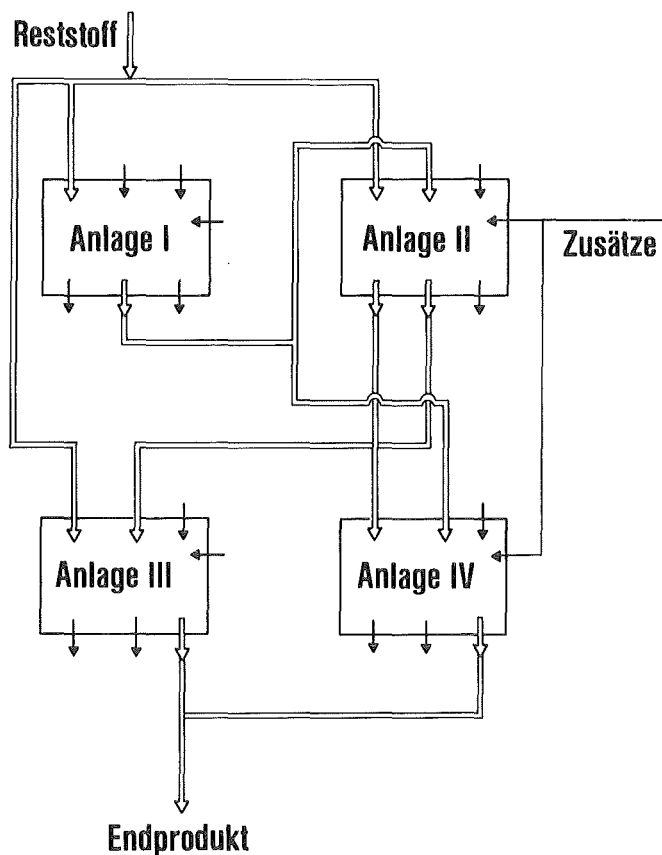 Reststoff
Anlage I
Anlage II
Zusätze
Anlage III
Anlage IV
Endprodukt